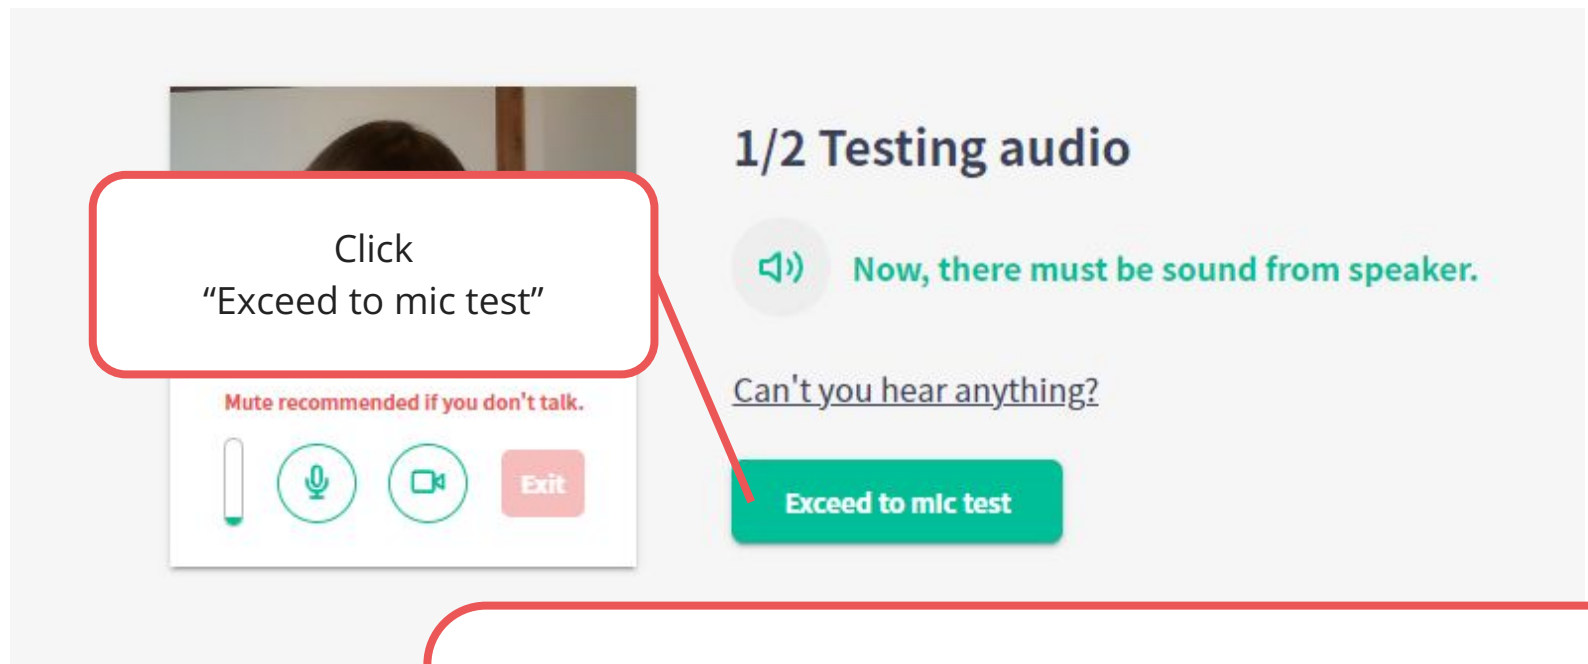 1/2 Testing audio
Click
“Exceed to mic test”
Now, there must be sound from speaker.
Mute recommended if you don't talk.
Can't you hear anything?
Exit
Exceed to mic test